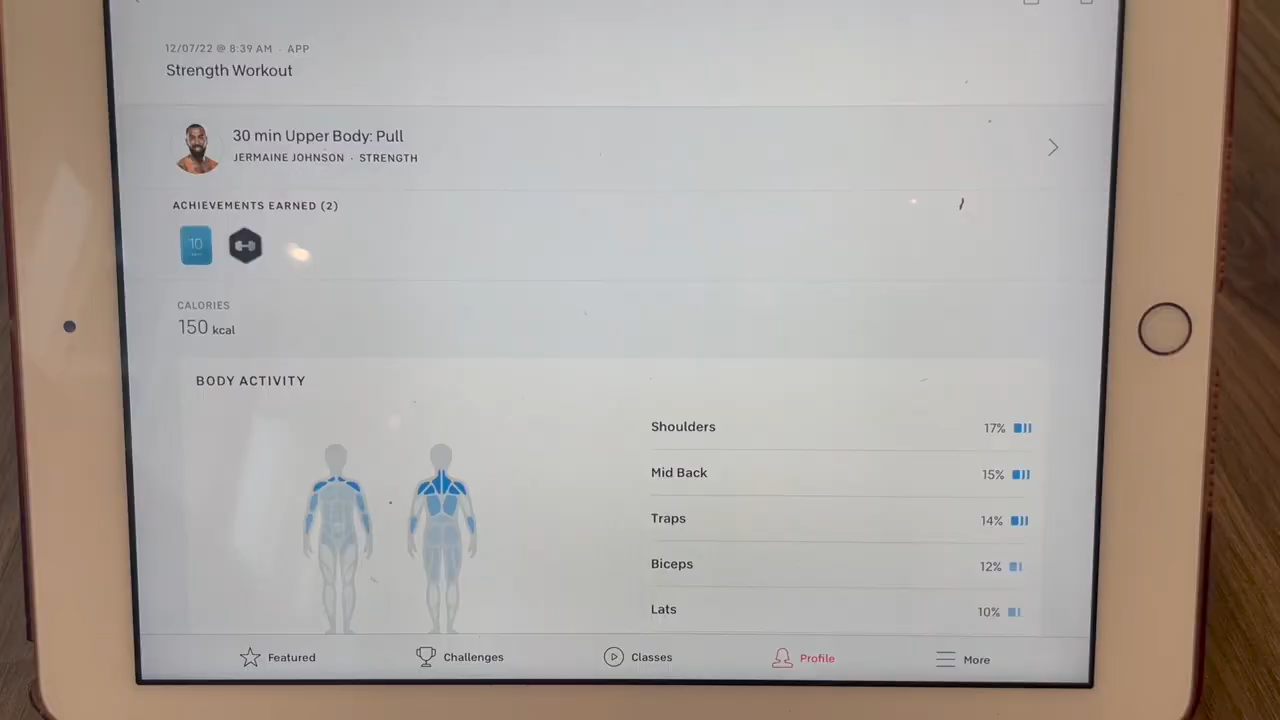 12/07/22 @ 8:39 AM · APP
Strength Workout
30 min Upper Body: Pull
JERMAINE JOHNSON · STRENGTH
ACHIEVEMENTS EARNED (2)
10
CALORIES
150 kcal
BODY ACTIVITY
Shoulders 17%
Mid Back 15%
Traps 14%
Biceps 12%
Lats 10%
Featured Challenges Classes Profile More